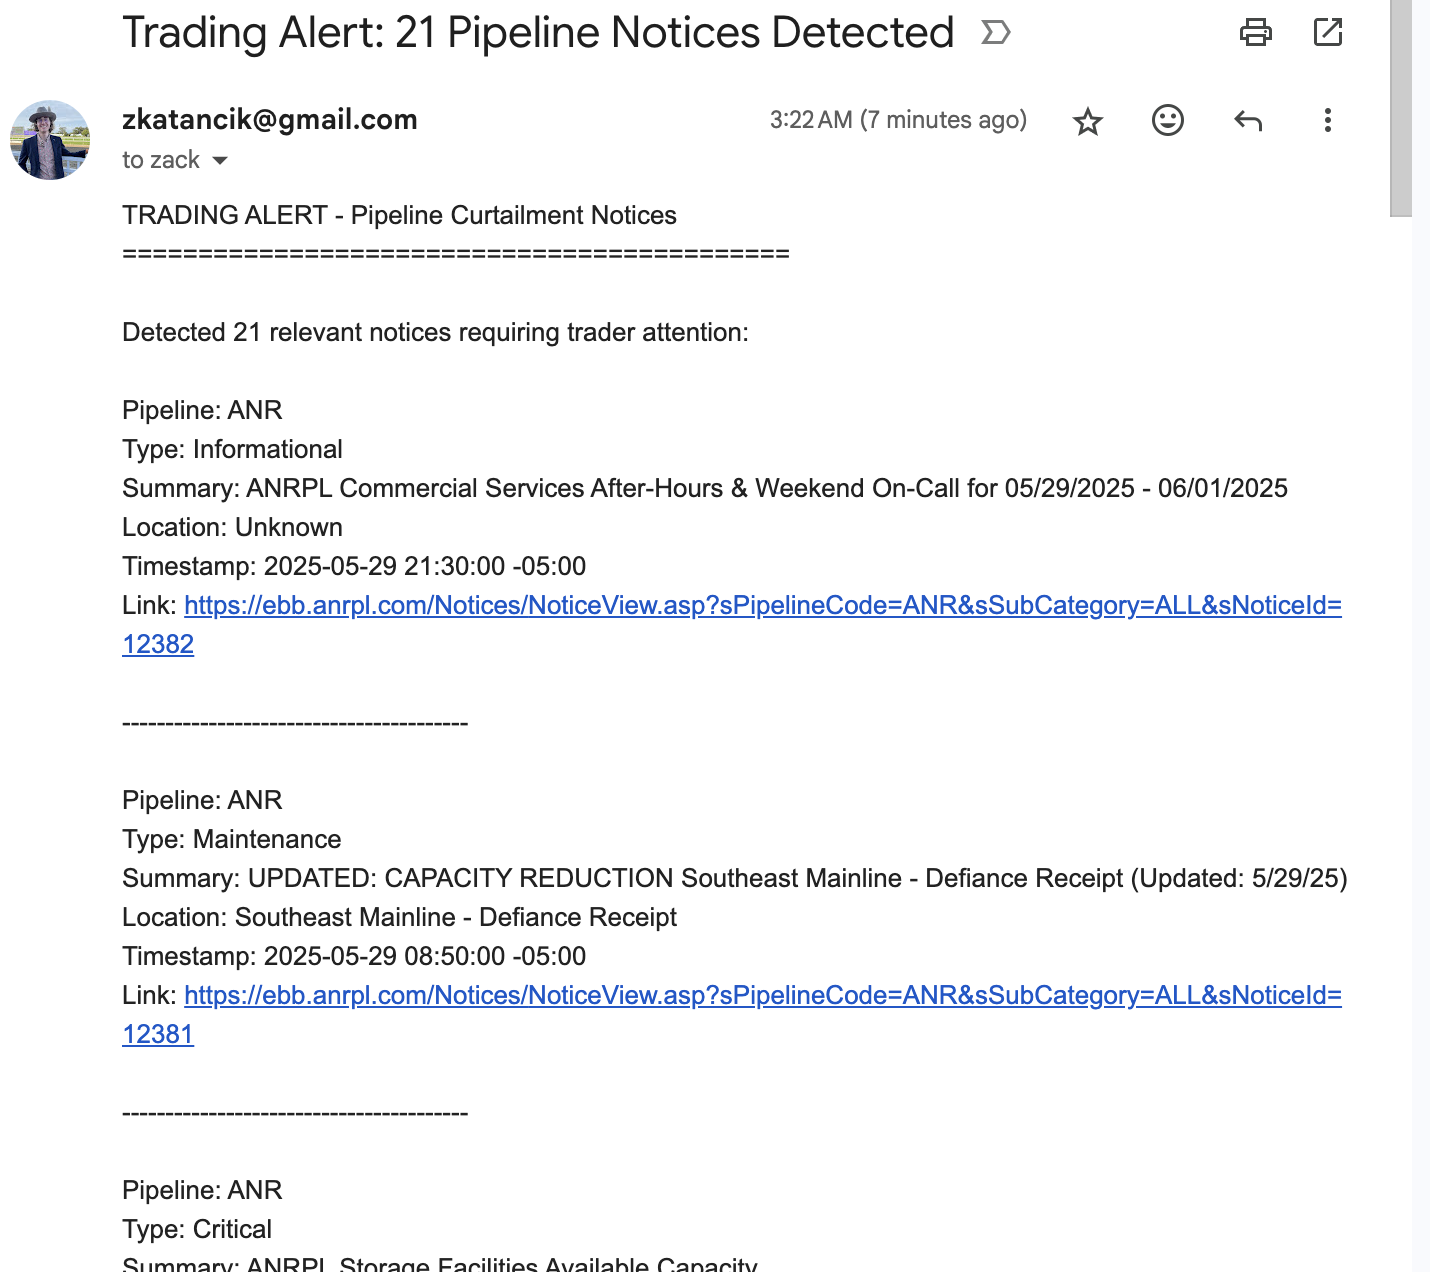 Trading Alert: 21 Pipeline Notices Detected
zkatancik@gmail.com
3:22 AM (7 minutes ago)
to zack
TRADING ALERT - Pipeline Curtailment Notices
============================================
Detected 21 relevant notices requiring trader attention:
Pipeline: ANR
Type: Informational
Summary: ANRPL Commercial Services After-Hours & Weekend On-Call for 05/29/2025 - 06/01/2025
Location: Unknown
Timestamp: 2025-05-29 21:30:00 -05:00
Link: https://ebb.anrpl.com/Notices/NoticeView.asp?sPipelineCode=ANR&sSubCategory=ALL&sNoticeId=
12382
----------------------------------------
Pipeline: ANR
Type: Maintenance
Summary: UPDATED: CAPACITY REDUCTION Southeast Mainline - Defiance Receipt (Updated: 5/29/25)
Location: Southeast Mainline - Defiance Receipt
Timestamp: 2025-05-29 08:50:00 -05:00
Link: https://ebb.anrpl.com/Notices/NoticeView.asp?sPipelineCode=ANR&sSubCategory=ALL&sNoticeId=
12381
----------------------------------------
Pipeline: ANR
Type: Critical
Summary: ANRPL Storage Facilities Available Capacity